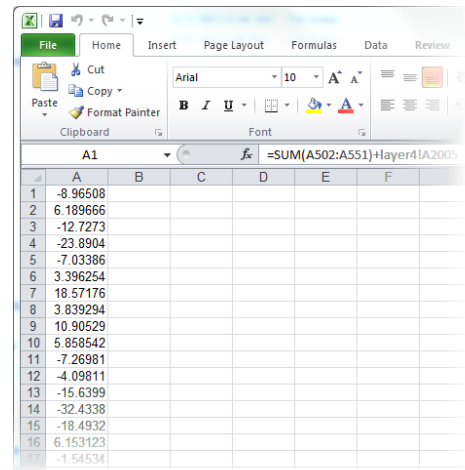 File Home Insert Page Layout Formulas Data Review
Cut
Arial 10 A A
Copy
Paste
Format Painter
B I U A
Clipboard Font
A1 fx =SUM(A502:A551)+layer4!A2005
A B C D E F
1 -8.96508
2 6.189666
3 -12.7273
4 -23.8904
5 -7.03386
6 3.396254
7 18.57176
8 3.839294
9 10.90529
10 5.858542
11 -7.26981
12 -4.09811
13 -15.6399
14 -32.4338
15 -18.4932
16 6.153123
17 -1.54534